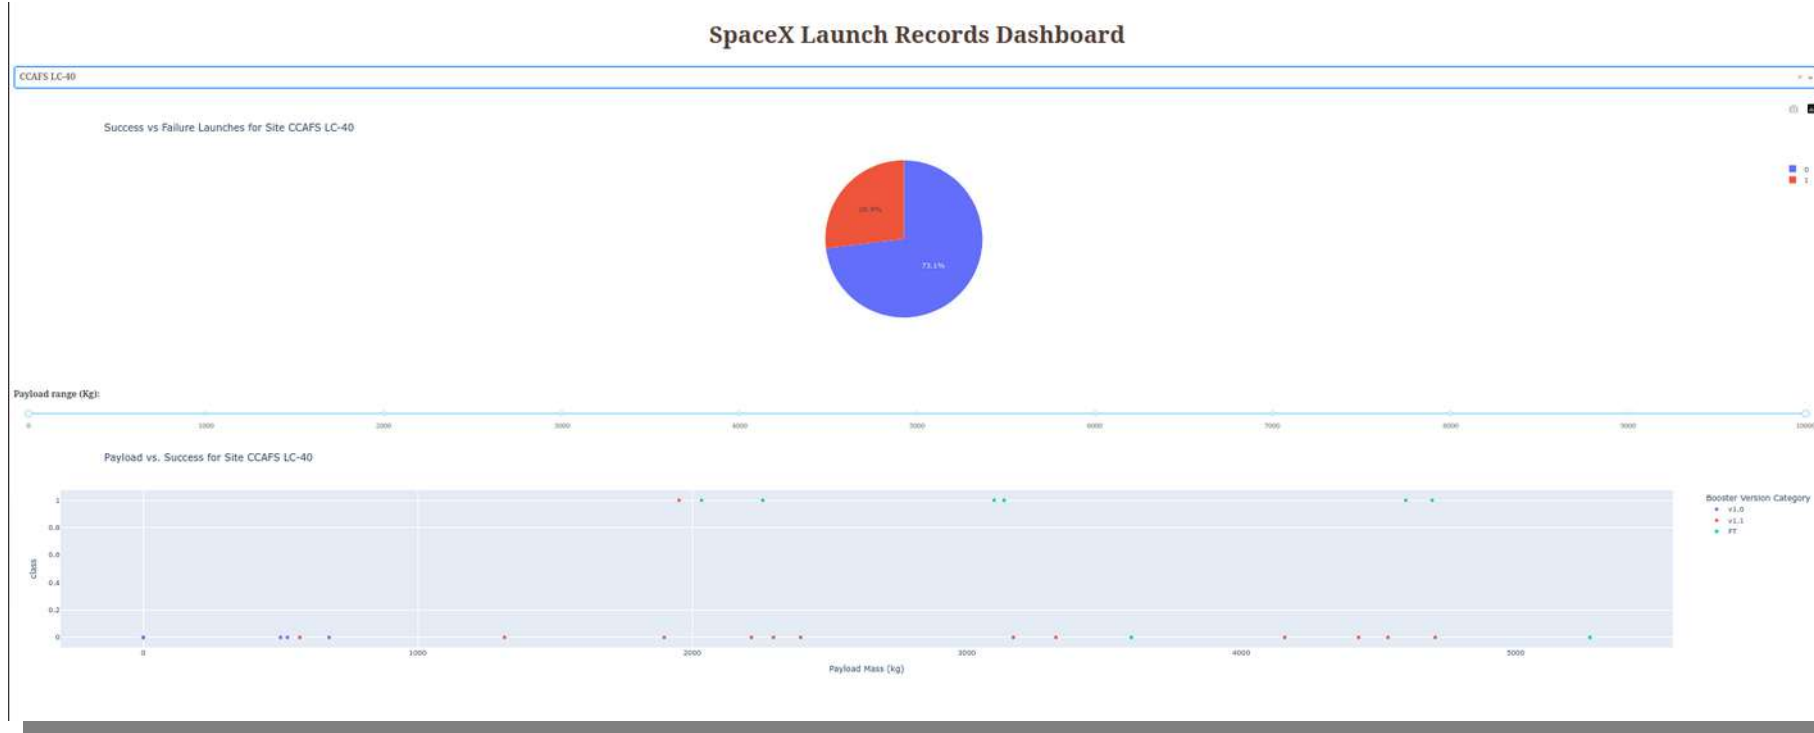 SpaceX Launch Records Dashboard
CCAFS LC-40
Success vs Failure Launches for Site CCAFS LC-40
0
1
26.9%
73.1%
Payload range (Kg):
0 1000 2000 3000 4000 5000 6000 7000 8000 9000 10000
Payload vs. Success for Site CCAFS LC-40
Booster Version Category
v1.0
v1.1
FT
1
0.8
0.6
0.4
0.2
0
class
0 1000 2000 3000 4000 5000
Payload Mass (kg)